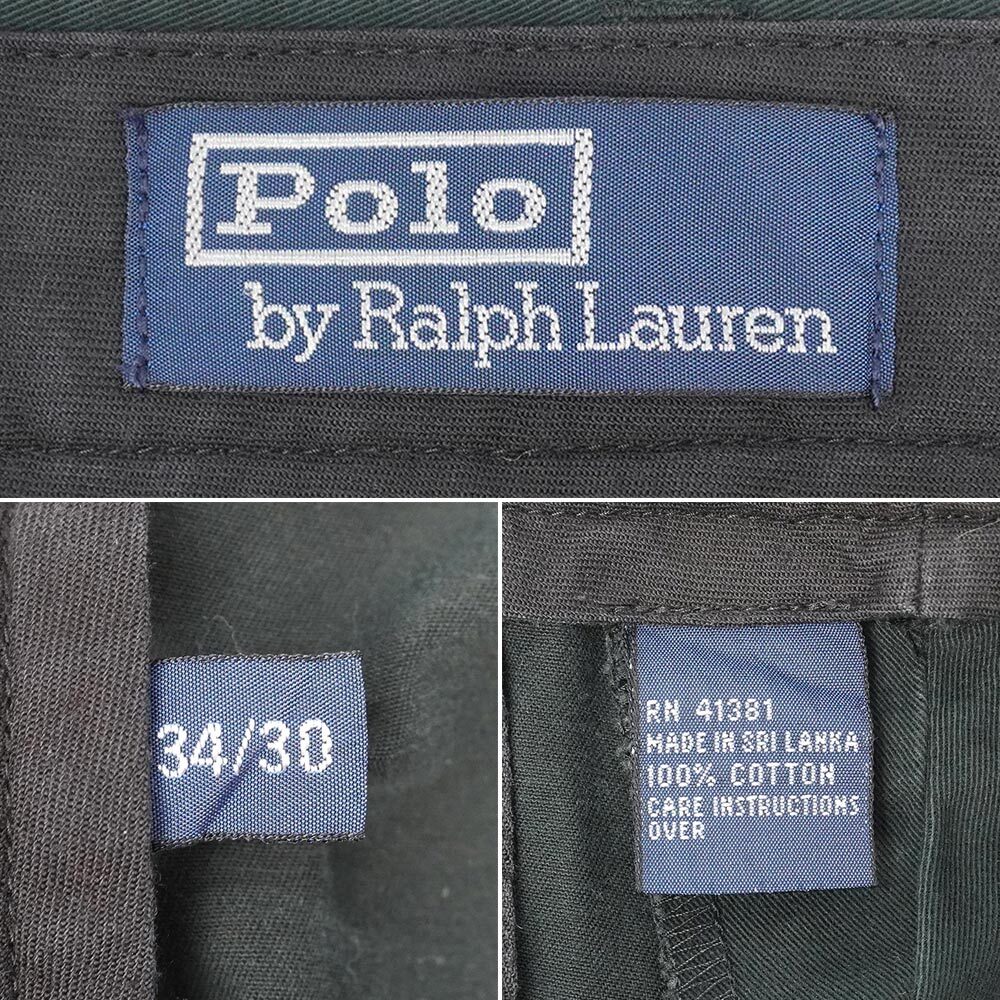 Polo
by Ralph Lauren
34/30
RN 41381
MADE IN SRI LANKA
100% COTTON
CARE INSTRUCTIONS
OVER